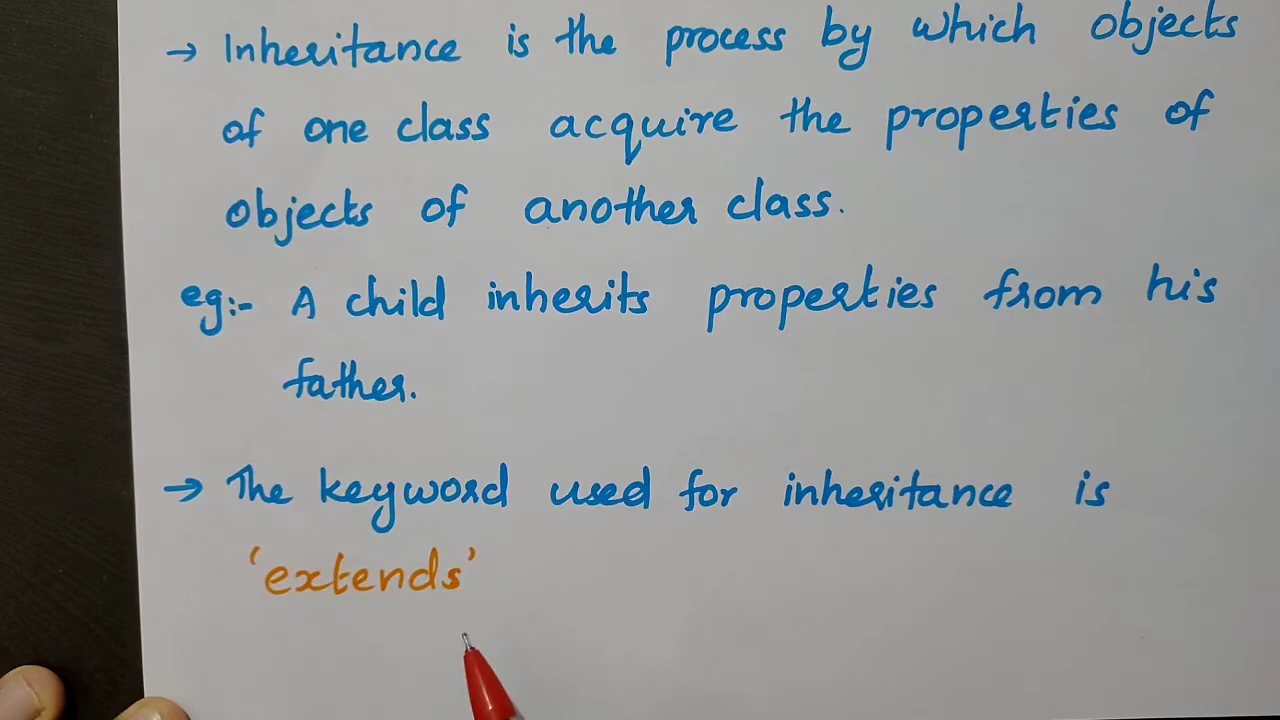 → Inheritance is the process by which objects
of one class acquire the properties of
objects of another class.
eg:- A child inherits properties from his
father.
→ The keyword used for inheritance is
'extends'